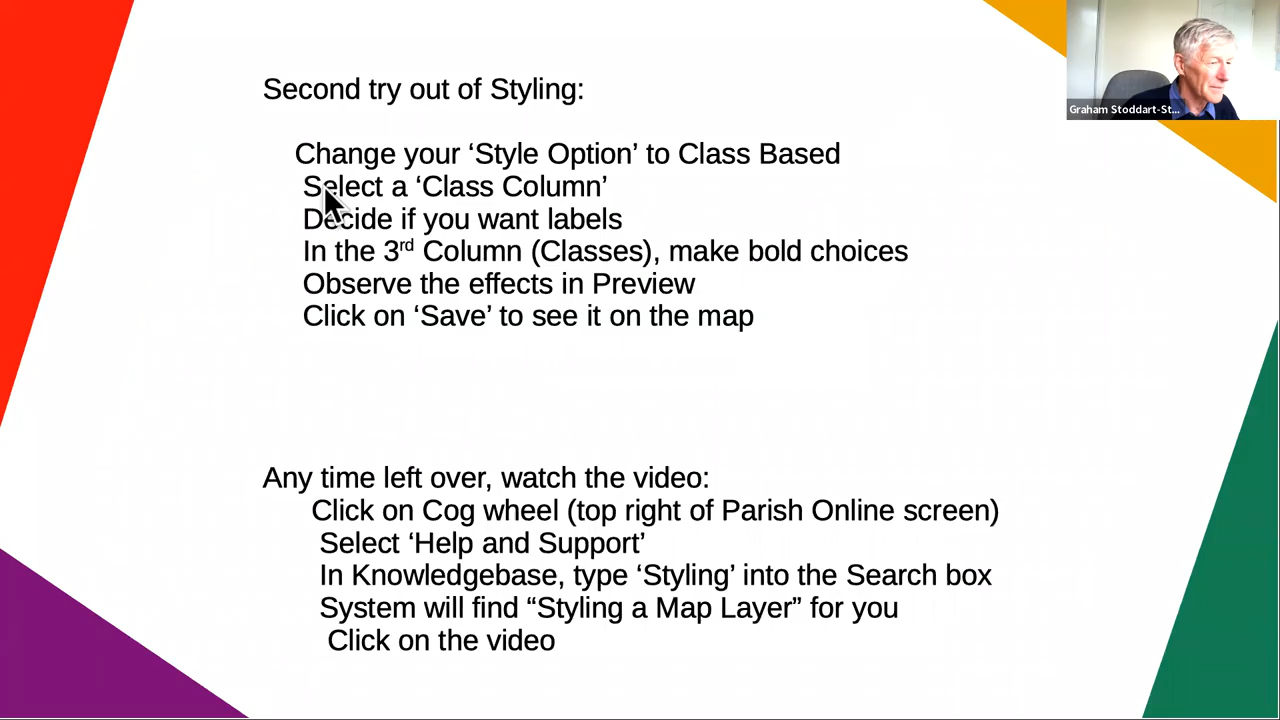 Second try out of Styling:
Change your ‘Style Option’ to Class Based
Select a ‘Class Column’
Decide if you want labels
In the 3rd Column (Classes), make bold choices
Observe the effects in Preview
Click on ‘Save’ to see it on the map
Any time left over, watch the video:
Click on Cog wheel (top right of Parish Online screen)
Select ‘Help and Support’
In Knowledgebase, type ‘Styling’ into the Search box
System will find “Styling a Map Layer” for you
Click on the video
Graham Stoddart-St...